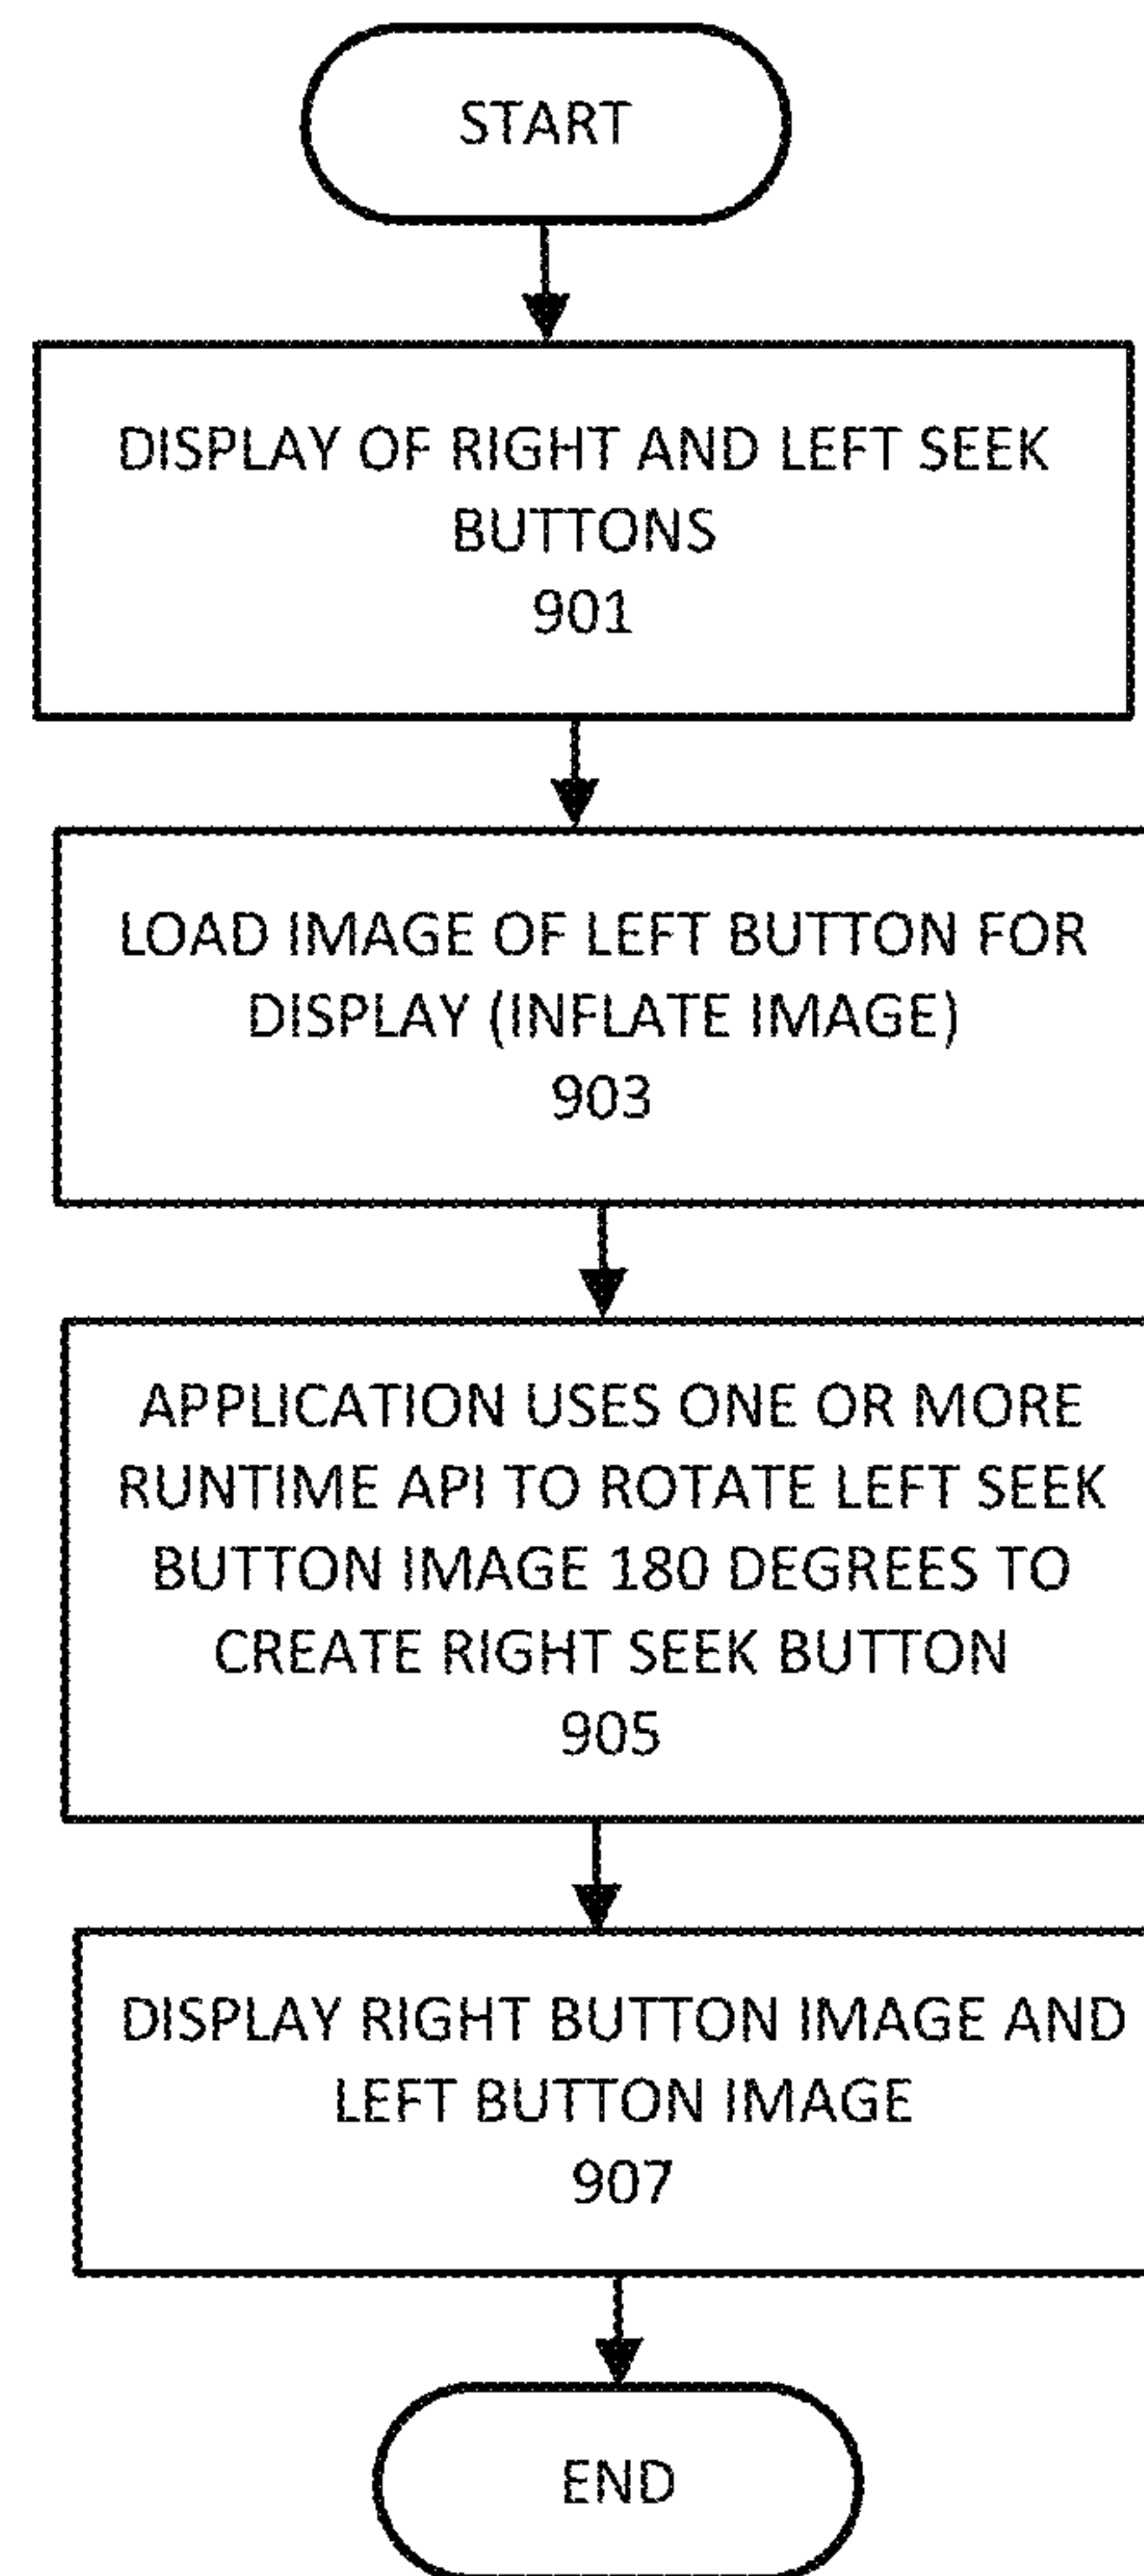 START
DISPLAY OF RIGHT AND LEFT SEEK
BUTTONS
901
LOAD IMAGE OF LEFT BUTTON FOR
DISPLAY (INFLATE IMAGE)
903
APPLICATION USES ONE OR MORE
RUNTIME API TO ROTATE LEFT SEEK
BUTTON IMAGE 180 DEGREES TO
CREATE RIGHT SEEK BUTTON
905
DISPLAY RIGHT BUTTON IMAGE AND
LEFT BUTTON IMAGE
907
END